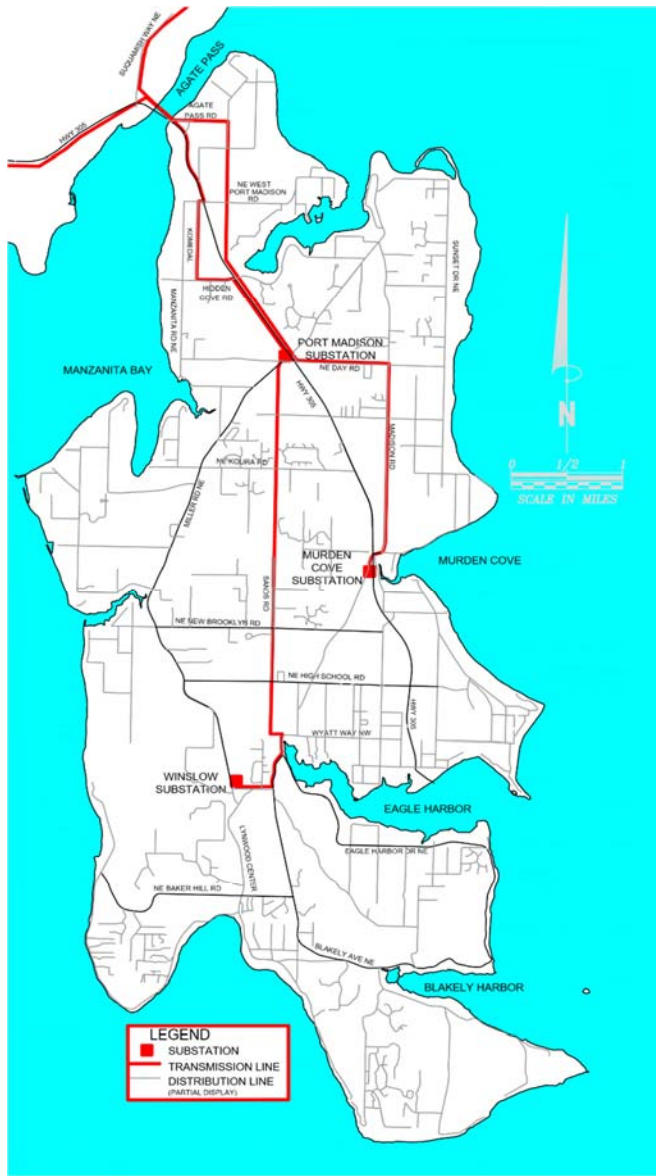 SUQUAMISH WAY NE
AGATE PASS
HWY 305
AGATE
PASS RD
NE WEST
PORT MADISON
RD
KOMEDAL
SUNSET DR NE
HIDDEN
COVE RD
MANZANITA RD NE
PORT MADISON
SUBSTATION
NE DAY RD
MANZANITA BAY
HWY 305
N
MADISON RD
NE KOURA RD
0 1/2 1
SCALE IN MILES
MILLER RD NE
MURDEN
COVE
SUBSTATION
MURDEN COVE
SANDS RD
NE NEW BROOKLYN RD
NE HIGH SCHOOL RD
HWY 305
WYATT WAY NW
WINSLOW
SUBSTATION
EAGLE HARBOR
LYNWOOD CENTER
EAGLE HARBOR DR NE
NE BAKER HILL RD
BLAKELY AVE NE
BLAKELY HARBOR
LEGEND
SUBSTATION
TRANSMISSION LINE
DISTRIBUTION LINE
(PARTIAL DISPLAY)